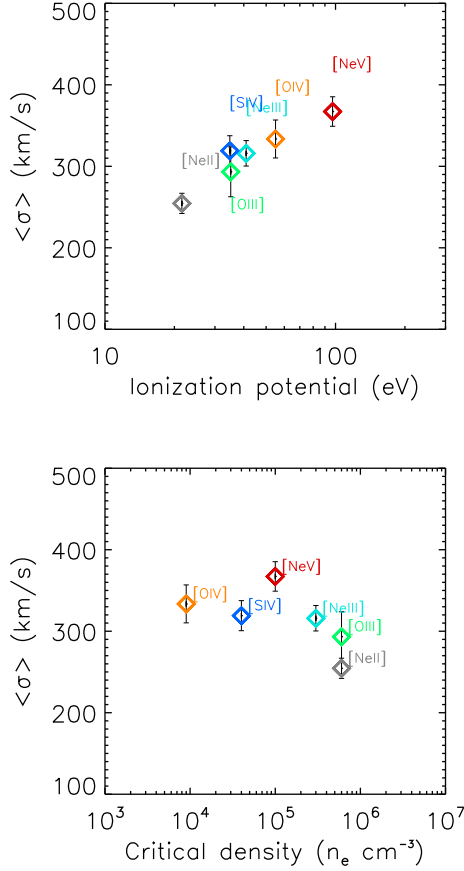 500
400
300
200
100
<σ> (km/s)
[NeV]
[OIV]
[SIV]
[NeIII]
[NeII]
[OIII]
10
100
Ionization potential (eV)
500
400
300
200
100
<σ> (km/s)
[NeV]
[OIV]
[SIV]
[NeIII]
[OIII]
[NeII]
10³
10⁴
10⁵
10⁶
10⁷
Critical density (nₑ cm⁻³)